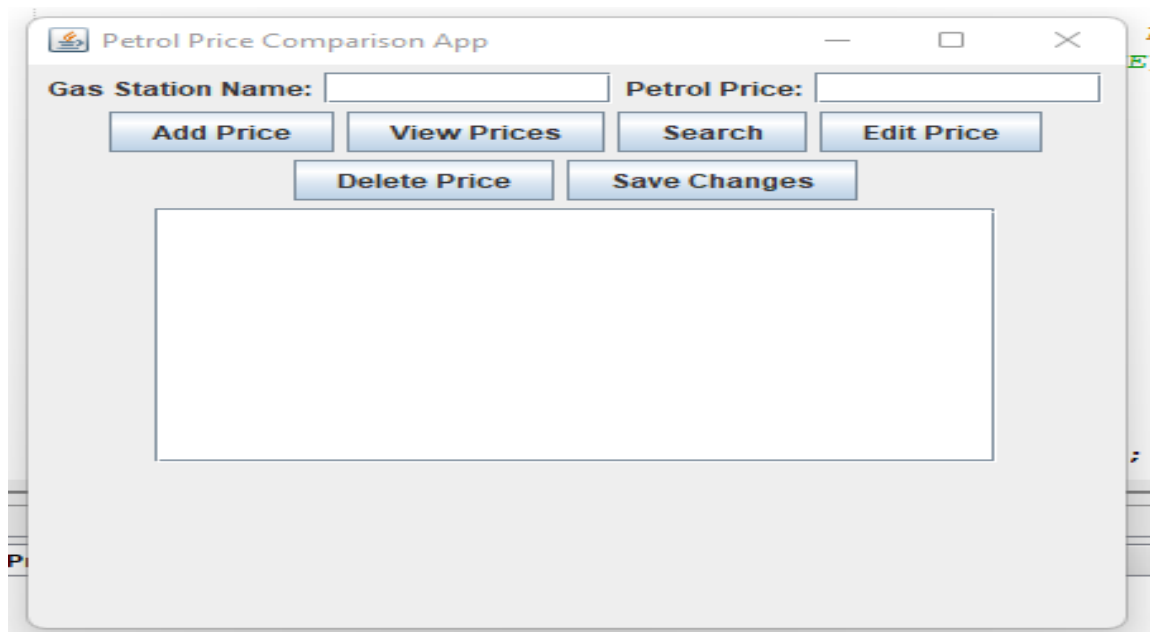 Petrol Price Comparison App
Gas Station Name: Petrol Price:
Add Price View Prices Search Edit Price
Delete Price Save Changes